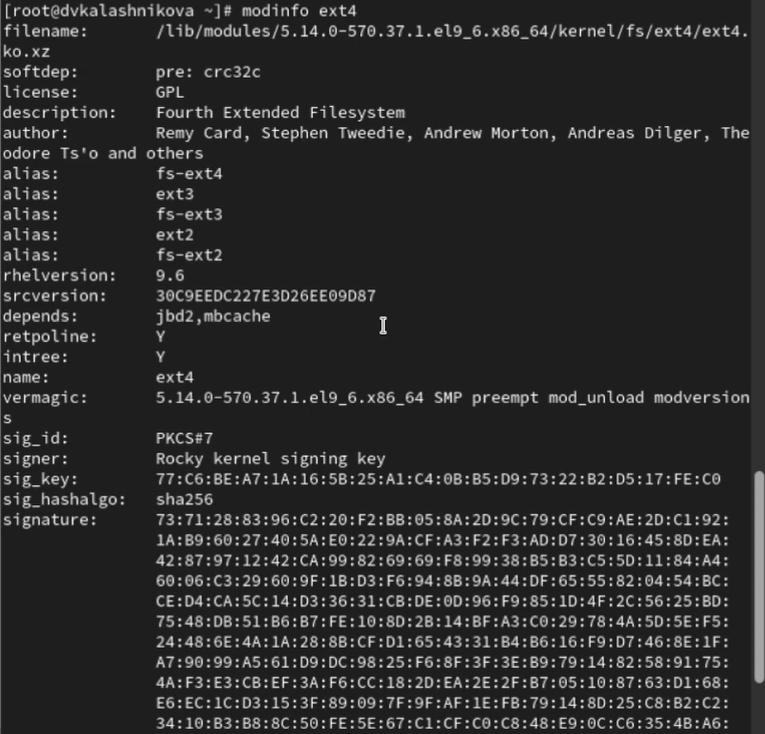 [root@dvkalashnikova ~]# modinfo ext4
filename:       /lib/modules/5.14.0-570.37.1.el9_6.x86_64/kernel/fs/ext4/ext4.
ko.xz
softdep:        pre: crc32c
license:        GPL
description:    Fourth Extended Filesystem
author:         Remy Card, Stephen Tweedie, Andrew Morton, Andreas Dilger, The
odore Ts'o and others
alias:          fs-ext4
alias:          ext3
alias:          fs-ext3
alias:          ext2
alias:          fs-ext2
rhelversion:    9.6
srcversion:     30C9EEDC227E3D26EE09D87
depends:        jbd2,mbcache
retpoline:      Y
intree:         Y
name:           ext4
vermagic:       5.14.0-570.37.1.el9_6.x86_64 SMP preempt mod_unload modversion
s
sig_id:         PKCS#7
signer:         Rocky kernel signing key
sig_key:        77:C6:BE:A7:1A:16:5B:25:A1:C4:0B:B5:D9:73:22:B2:D5:17:FE:C0
sig_hashalgo:   sha256
signature:      73:71:28:83:96:C2:20:F2:BB:05:8A:2D:9C:79:CF:C9:AE:2D:C1:92:
                1A:B9:60:27:40:5A:E0:22:9A:CF:A3:F2:F3:AD:D7:30:16:45:8D:EA:
                42:87:97:12:42:CA:99:82:69:69:F8:99:38:B5:B3:C5:5D:11:84:A4:
                60:06:C3:29:60:9F:1B:D3:F6:94:8B:9A:44:DF:65:55:82:04:54:BC:
                CE:D4:CA:5C:14:D3:36:31:CB:DE:0D:96:F9:85:1D:4F:2C:56:25:BD:
                75:48:DB:51:B6:B7:FE:10:8D:2B:14:BF:A3:C0:29:78:4A:5D:5E:F5:
                24:48:6E:4A:1A:28:8B:CF:D1:65:43:31:B4:B6:16:F9:D7:46:8E:1F:
                A7:90:99:A5:61:D9:DC:98:25:F6:8F:3F:3E:B9:79:14:82:58:91:75:
                4A:F3:E3:CB:EF:3A:F6:CC:18:2D:EA:2E:2F:B7:05:10:87:63:D1:68:
                E6:EC:1C:D3:15:3F:89:09:7F:9F:AF:1E:FB:79:14:8D:25:C8:B2:C2:
                34:10:B3:B8:8C:50:FE:5E:67:C1:CF:C0:C8:48:E9:0C:C6:35:4B:A6: